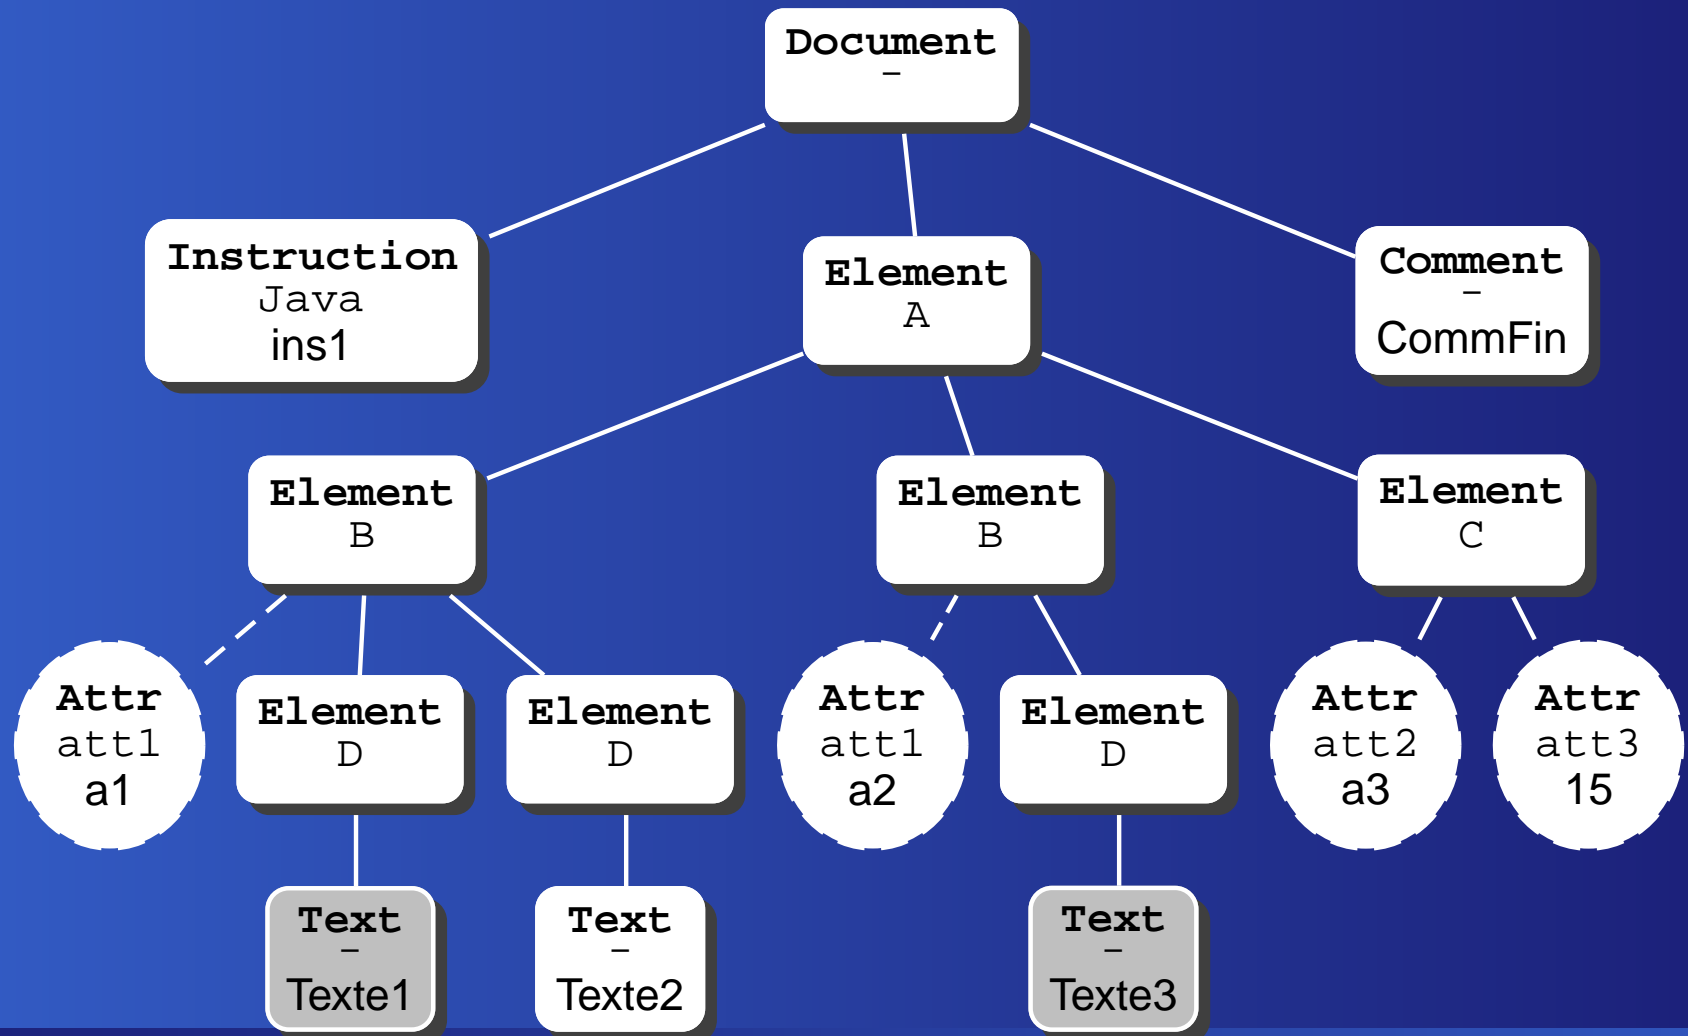 Document
-
Instruction
Java
ins1
Element
A
Comment
-
CommFin
Element
B
Element
B
Element
C
Attr
att1
a1
Element
D
Element
D
Attr
att1
a2
Element
D
Attr
att2
a3
Attr
att3
15
Text
-
Texte1
Text
-
Texte2
Text
-
Texte3